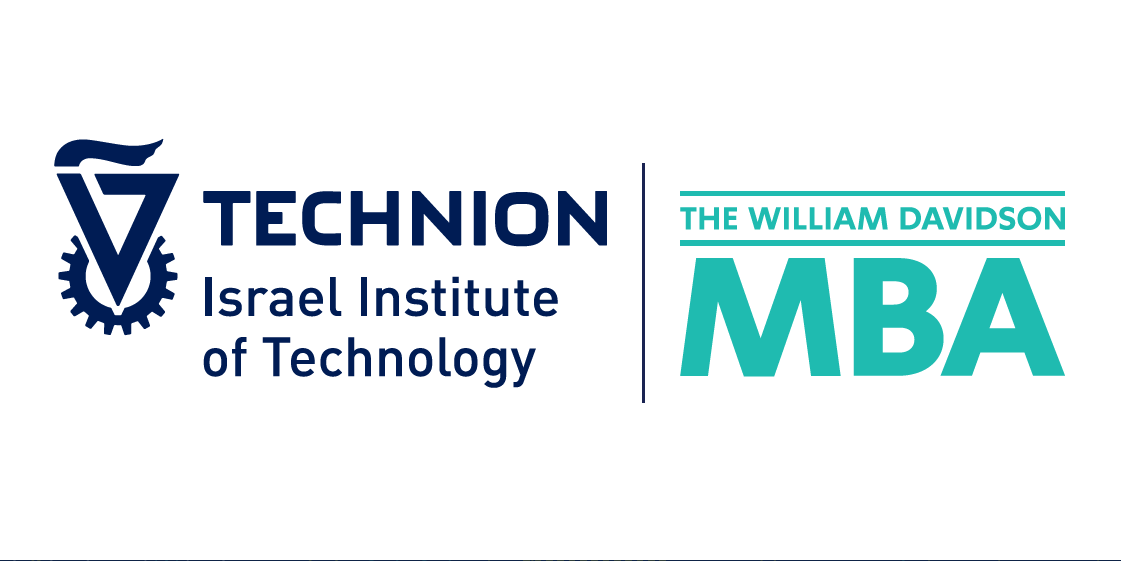 TECHNION
Israel Institute
of Technology
THE WILLIAM DAVIDSON
MBA